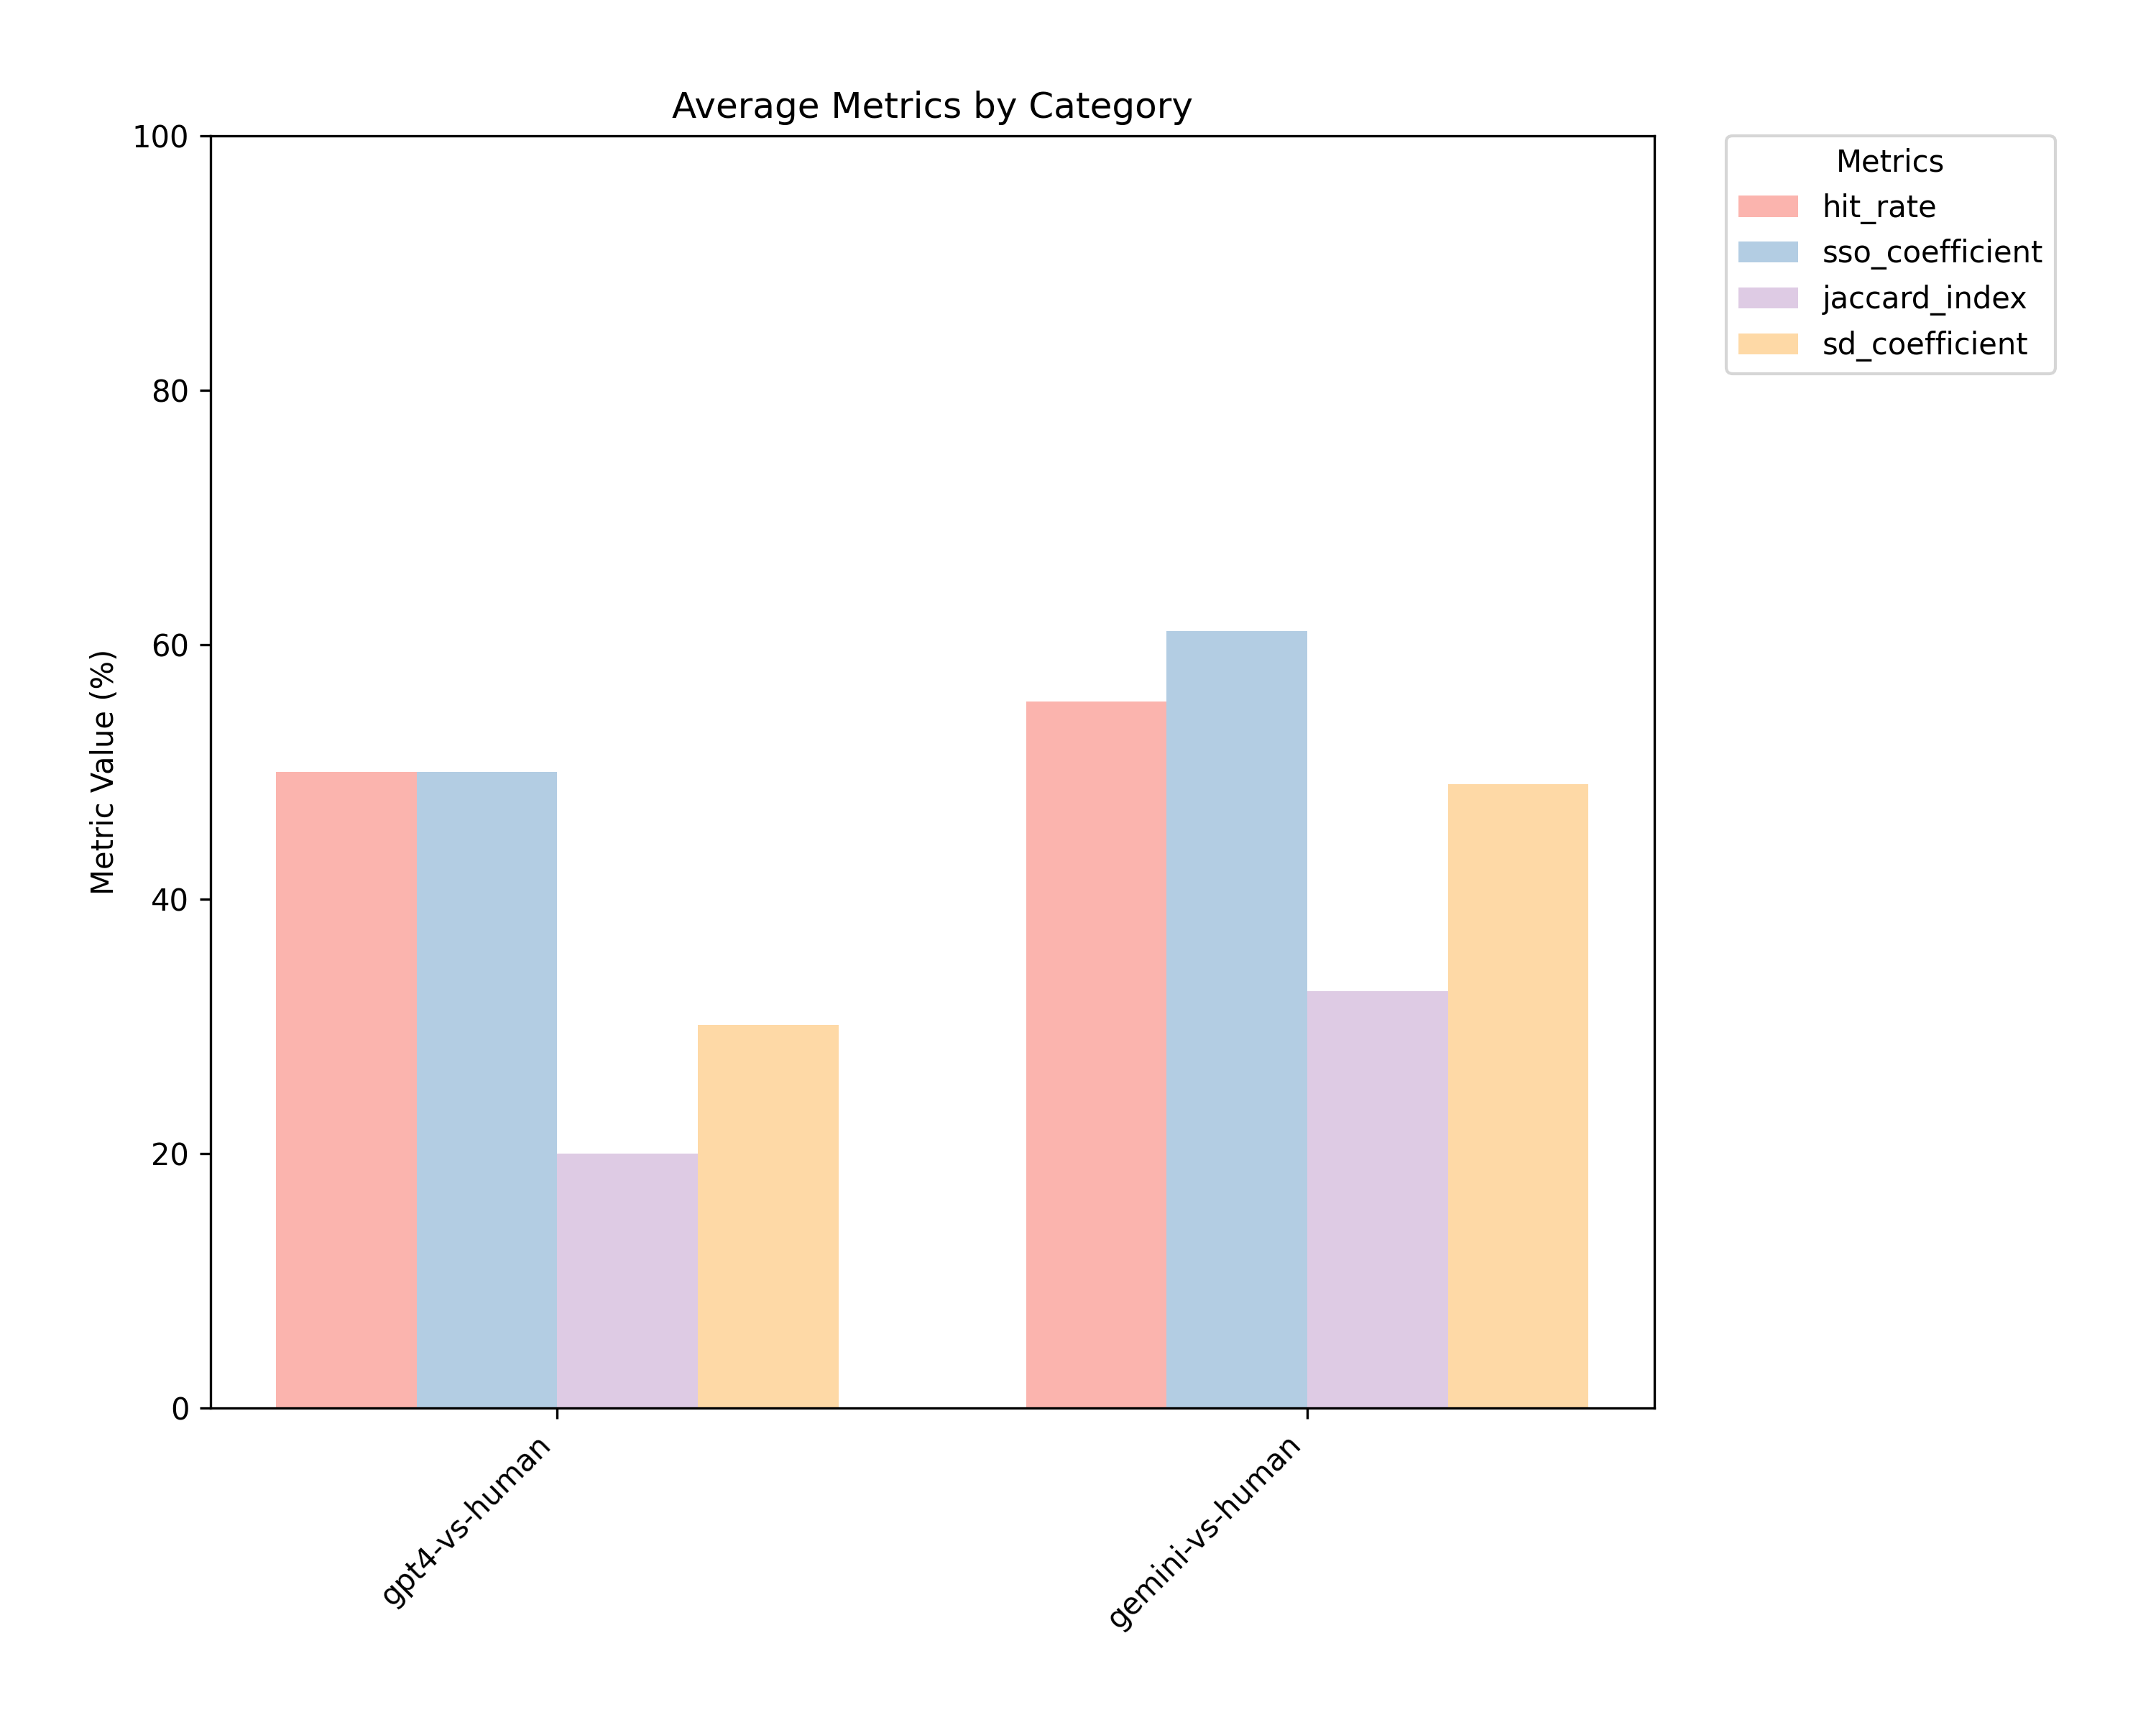 Average Metrics by Category
Metric Value (%)
100
80
60
40
20
0
gpt4-vs-human
gemini-vs-human
Metrics
hit_rate
sso_coefficient
jaccard_index
sd_coefficient